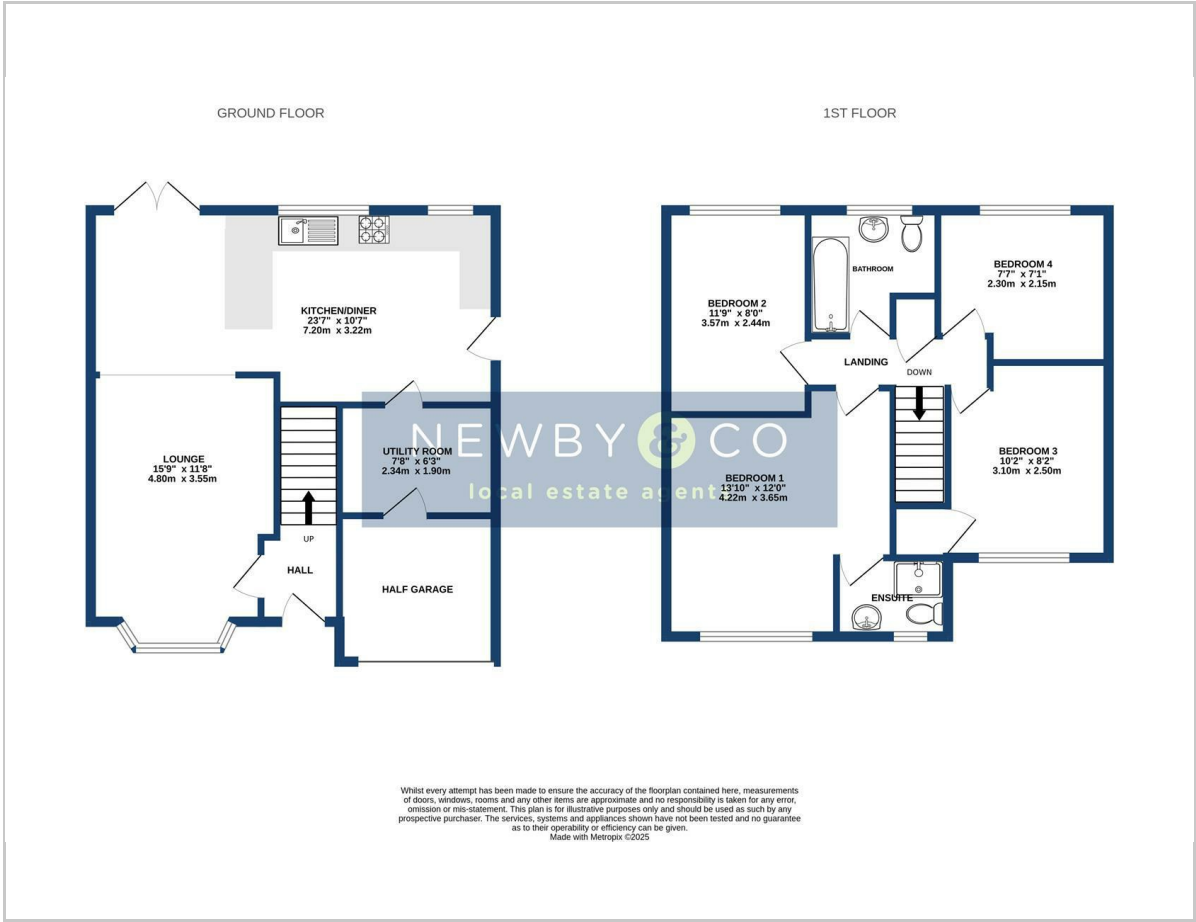 GROUND FLOOR
1ST FLOOR
KITCHEN/DINER
23'7" x 10'7"
7.20m x 3.22m
LOUNGE
15'9" x 11'8"
4.80m x 3.55m
UTILITY ROOM
7'8" x 6'3"
2.34m x 1.90m
UP
HALL
HALF GARAGE
BEDROOM 2
11'9" x 8'0"
3.57m x 2.44m
BATHROOM
BEDROOM 4
7'7" x 7'1"
2.30m x 2.15m
LANDING
DOWN
BEDROOM 1
13'10" x 12'0"
4.22m x 3.65m
BEDROOM 3
10'2" x 8'2"
3.10m x 2.50m
ENSUITE
NEWBY & CO
local estate agents
Whilst every attempt has been made to ensure the accuracy of the floorplan contained here, measurements
of doors, windows, rooms and any other items are approximate and no responsibility is taken for any error,
omission or mis-statement. This plan is for illustrative purposes only and should be used as such by any
prospective purchaser. The services, systems and appliances shown have not been tested and no guarantee
as to their operability or efficiency can be given.
Made with Metropix ©2025